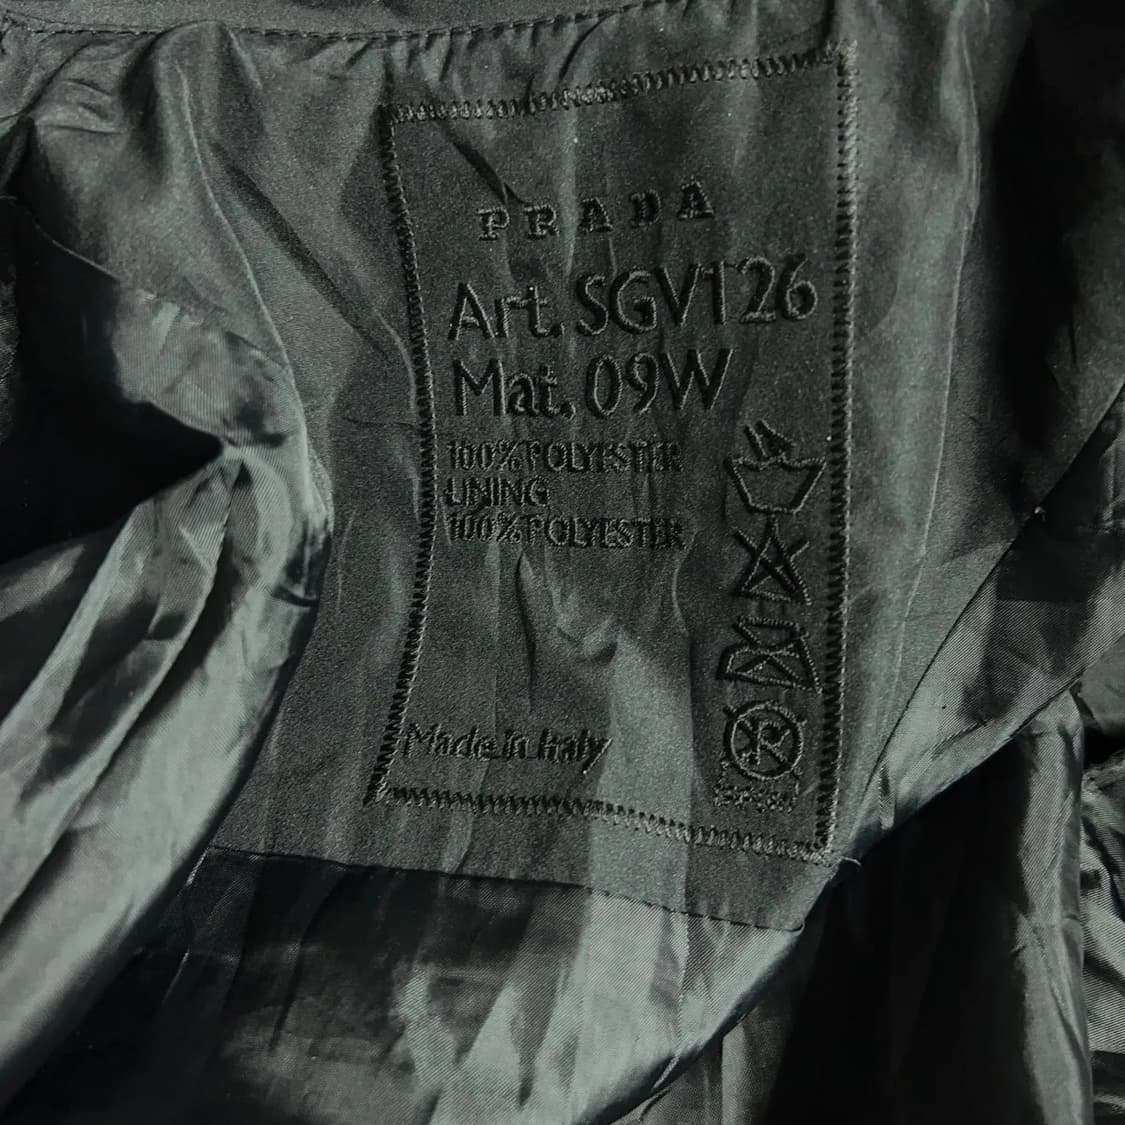 PRADA
Art. SGV126
Mat. 09W
100% POLYESTER
LINING
100% POLYESTER
Made in Italy